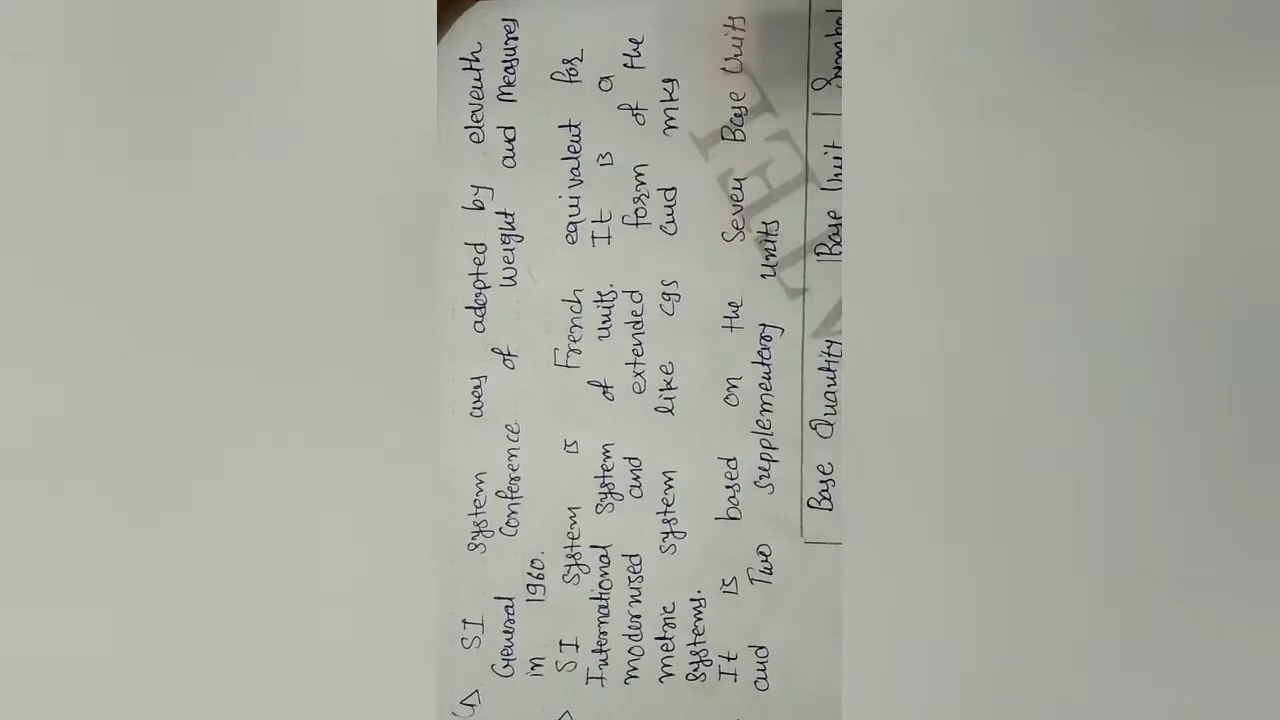 SI system was adopted by eleventh
General Conference of Weight and Measures
in 1960.
SI system is French equivalent for
International system of units. It is a
modernised and extended form of the
metric system like cgs and mks
systems.
It is based on the Seven Base Units
and Two supplementary units
Base Quantity | Base Unit | Symbol